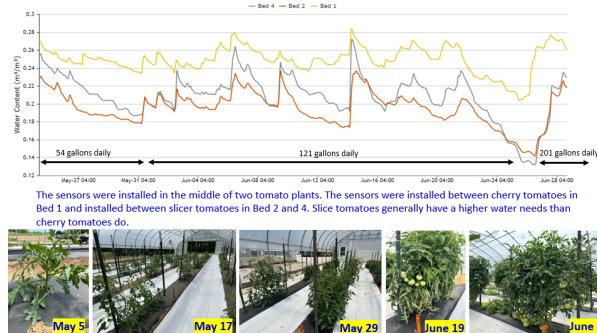 Bed 4 Bed 2 Bed 1
0.3
0.28
0.26
0.24
0.22
0.2
0.18
0.16
0.14
0.12
Water Content (m³/m³)
54 gallons daily
121 gallons daily
201 gallons daily
May-27 04:00 May-31 04:00 Jun-04 04:00 Jun-08 04:00 Jun-12 04:00 Jun-16 04:00 Jun-20 04:00 Jun-24 04:00 Jun-28 04:00
The sensors were installed in the middle of two tomato plants. The sensors were installed between cherry tomatoes in
Bed 1 and installed between slicer tomatoes in Bed 2 and 4. Slice tomatoes generally have a higher water needs than
cherry tomatoes do.
May 5
May 17
May 29
June 19
June